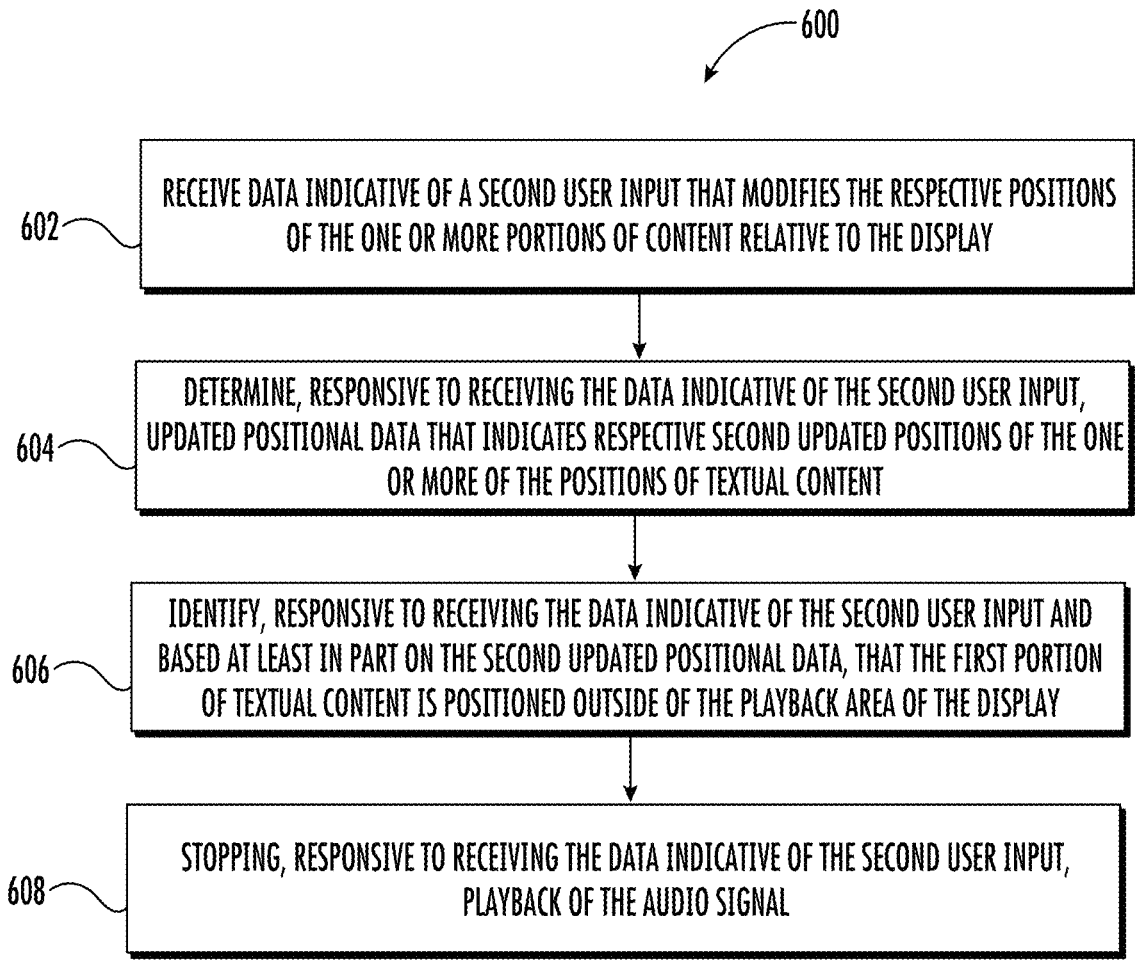 600
RECEIVE DATA INDICATIVE OF A SECOND USER INPUT THAT MODIFIES THE RESPECTIVE POSITIONS
OF THE ONE OR MORE PORTIONS OF CONTENT RELATIVE TO THE DISPLAY
602
DETERMINE, RESPONSIVE TO RECEIVING THE DATA INDICATIVE OF THE SECOND USER INPUT,
UPDATED POSITIONAL DATA THAT INDICATES RESPECTIVE SECOND UPDATED POSITIONS OF THE ONE
OR MORE OF THE POSITIONS OF TEXTUAL CONTENT
604
IDENTIFY, RESPONSIVE TO RECEIVING THE DATA INDICATIVE OF THE SECOND USER INPUT AND
BASED AT LEAST IN PART ON THE SECOND UPDATED POSITIONAL DATA, THAT THE FIRST PORTION
OF TEXTUAL CONTENT IS POSITIONED OUTSIDE OF THE PLAYBACK AREA OF THE DISPLAY
606
STOPPING, RESPONSIVE TO RECEIVING THE DATA INDICATIVE OF THE SECOND USER INPUT,
PLAYBACK OF THE AUDIO SIGNAL
608